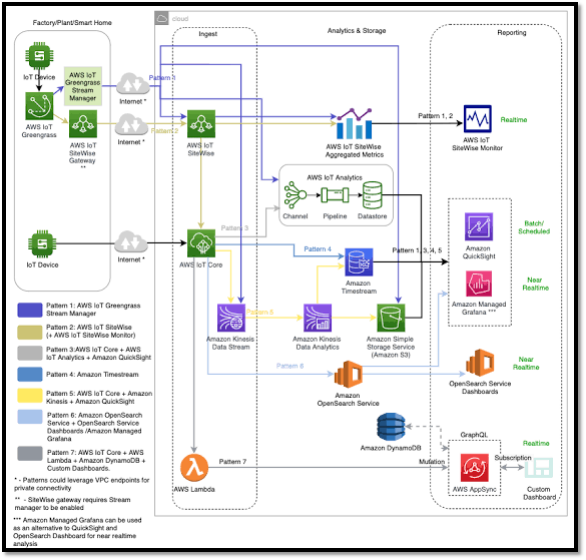 Factory/Plant/Smart Home
cloud
Ingest
Analytics & Storage
Reporting
IoT Device
AWS IoT
Greengrass
Stream
Manager
Pattern 1
Internet *
AWS IoT
Greengrass
AWS IoT
SiteWise
Gateway
**
Internet *
Pattern 2
AWS IoT
SiteWise
AWS IoT SiteWise
Aggregated Metrics
Pattern 1, 2
AWS IoT
SiteWise Monitor
Realtime
AWS IoT Analytics
Channel
Pipeline
Datastore
Pattern 3
IoT Device
Internet *
AWS IoT Core
Pattern 4
Amazon
Timestream
Pattern 1, 3, 4, 5
Amazon
QuickSight
Batch/
Scheduled
Amazon Managed
Grafana ***
Near
Realtime
Pattern 5
Amazon Kinesis
Data Stream
Amazon Kinesis
Data Analytics
Amazon Simple
Storage Service
(Amazon S3)
Pattern 6
Amazon
OpenSearch Service
OpenSearch Service
Dashboards
Near
Realtime
Amazon DynamoDB
GraphQL
Realtime
AWS Lambda
Pattern 7
Mutation
AWS AppSync
Subscription
Custom
Dashboard
Pattern 1: AWS IoT Greengrass
Stream Manager
Pattern 2: AWS IoT SiteWise
(+ AWS IoT SiteWise Monitor)
Pattern 3:AWS IoT Core + AWS
IoT Analytics + Amazon QuickSight
Pattern 4: Amazon Timestream
Pattern 5: AWS IoT Core + Amazon
Kinesis + Amazon QuickSight
Pattern 6: Amazon OpenSearch
Service + OpenSearch Service
Dashboards /Amazon Managed
Grafana
Pattern 7: AWS IoT Core + AWS
Lambda + Amazon DynamoDB +
Custom Dashboards.
* - Patterns could leverage VPC endpoints for
private connectivity
** - SiteWise gateway requires Stream
manager to be enabled
*** Amazon Managed Grafana can be used
as an alternative to QuickSight and
OpenSearch Dashboard for near realtime
analysis